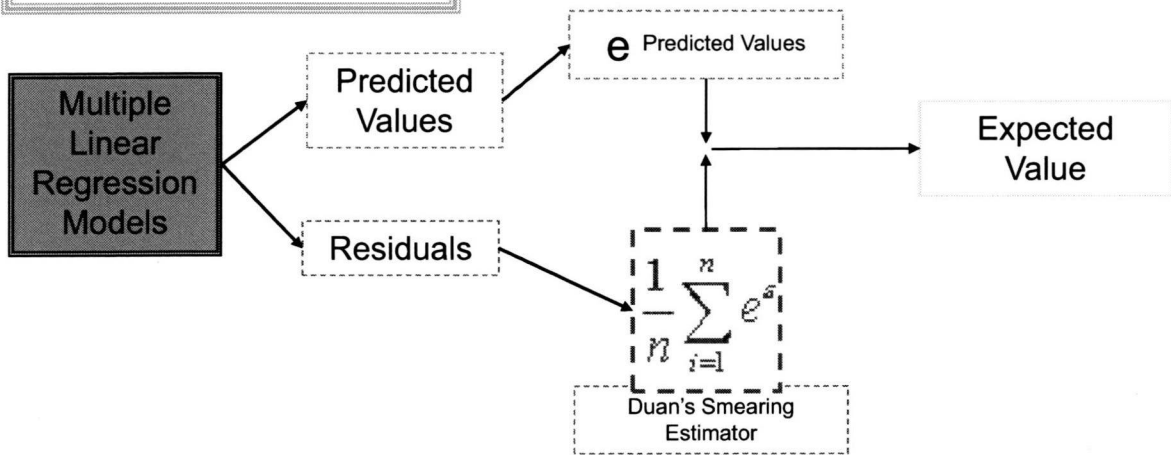 Multiple
Linear
Regression
Models
Predicted
Values
Residuals
e Predicted Values
1/n ∑ i=1 n e^ε
Duan's Smearing
Estimator
Expected
Value